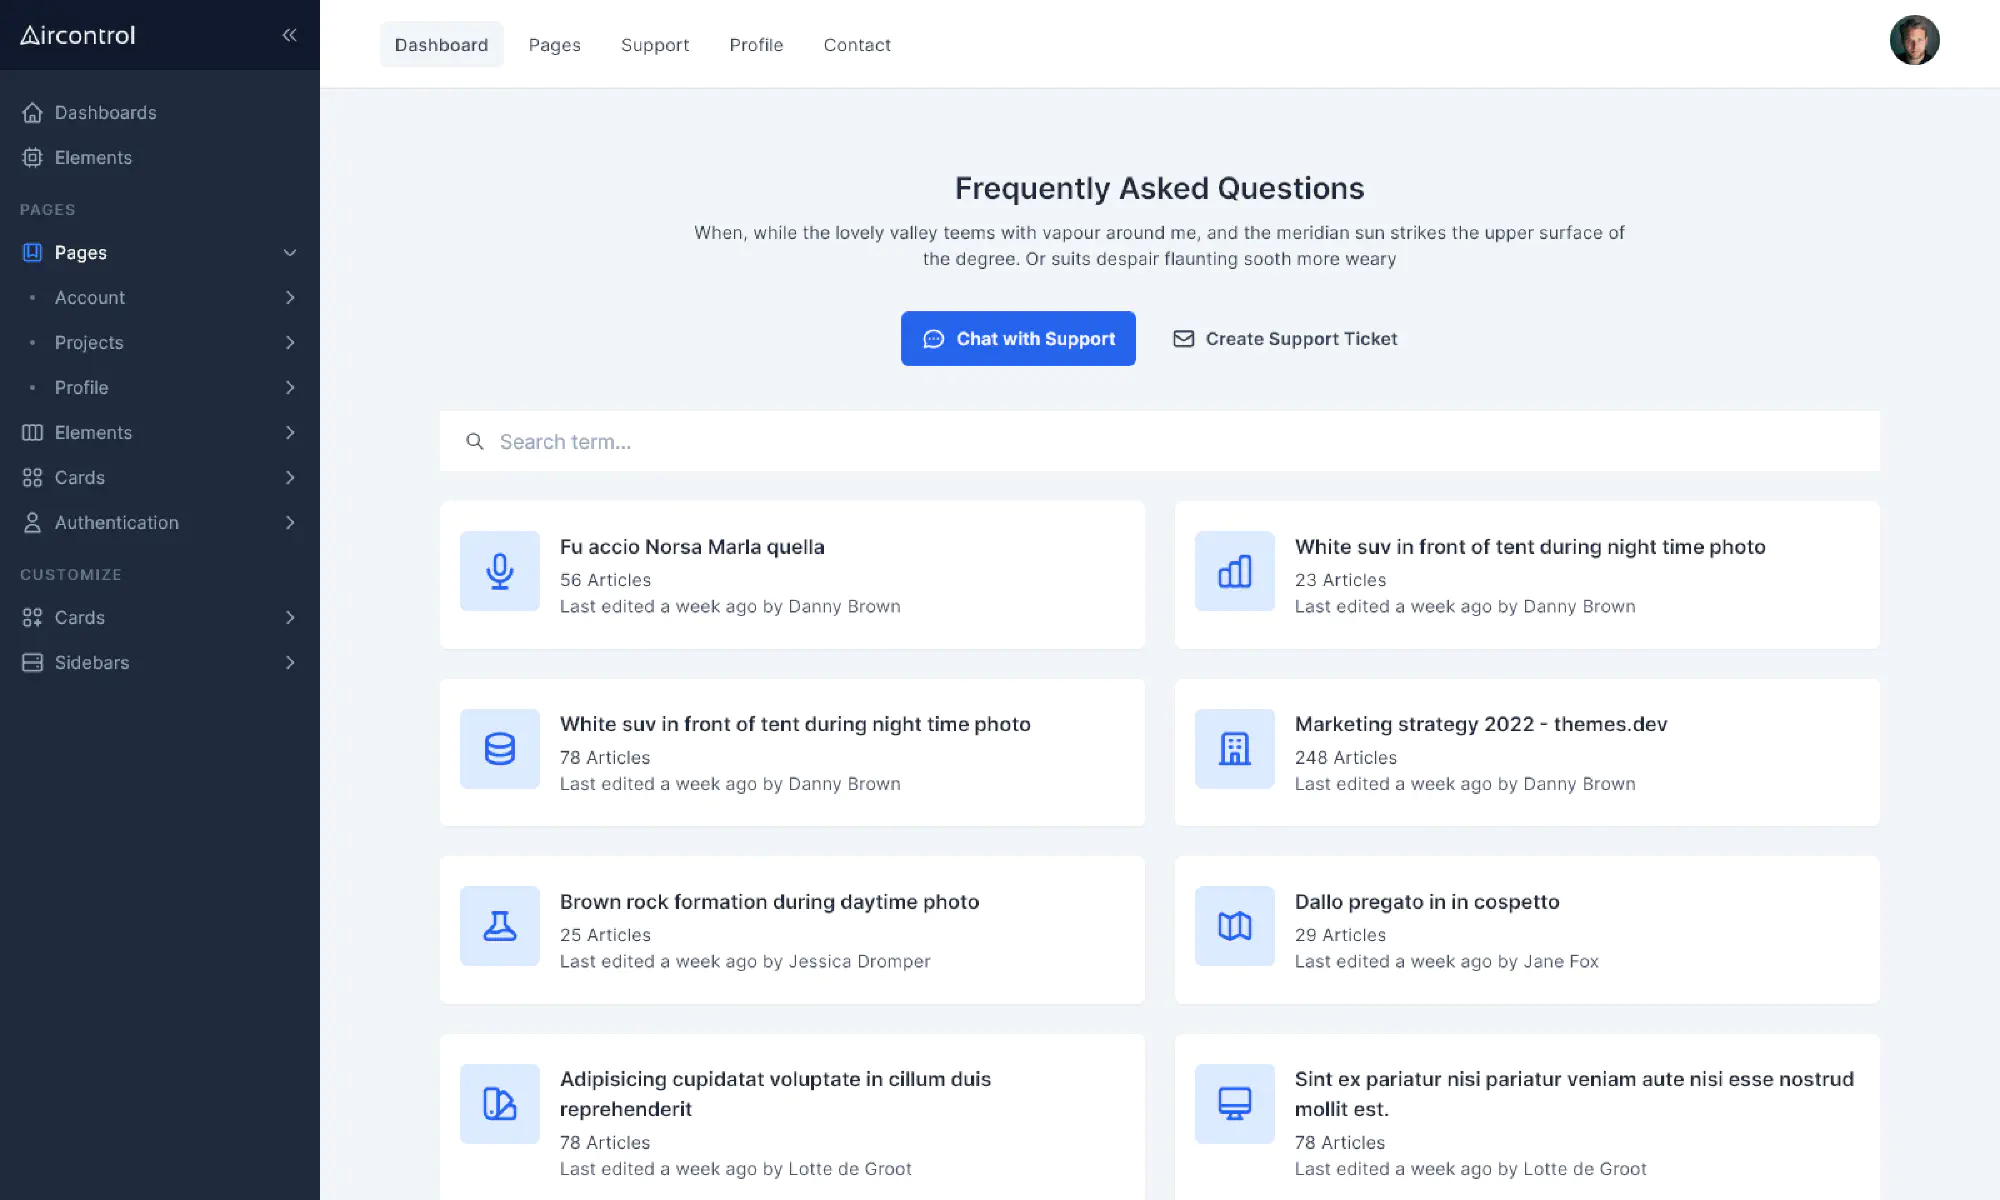 Aircontrol
Dashboards
Elements
PAGES
Pages
Account
Projects
Profile
Elements
Cards
Authentication
CUSTOMIZE
Cards
Sidebars
Dashboard
Pages
Support
Profile
Contact
Frequently Asked Questions
When, while the lovely valley teems with vapour around me, and the meridian sun strikes the upper surface of
the degree. Or suits despair flaunting sooth more weary
Chat with Support
Create Support Ticket
Search term...
Fu accio Norsa Marla quella
56 Articles
Last edited a week ago by Danny Brown
White suv in front of tent during night time photo
23 Articles
Last edited a week ago by Danny Brown
White suv in front of tent during night time photo
78 Articles
Last edited a week ago by Danny Brown
Marketing strategy 2022 - themes.dev
248 Articles
Last edited a week ago by Danny Brown
Brown rock formation during daytime photo
25 Articles
Last edited a week ago by Jessica Dromper
Dallo pregato in in cospetto
29 Articles
Last edited a week ago by Jane Fox
Adipisicing cupidatat voluptate in cillum duis
reprehenderit
78 Articles
Last edited a week ago by Lotte de Groot
Sint ex pariatur nisi pariatur veniam aute nisi esse nostrud
mollit est.
78 Articles
Last edited a week ago by Lotte de Groot